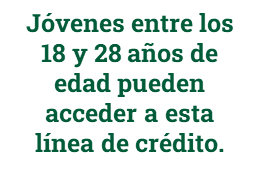 Jóvenes entre los
18 y 28 años de
edad pueden
acceder a esta
línea de crédito.